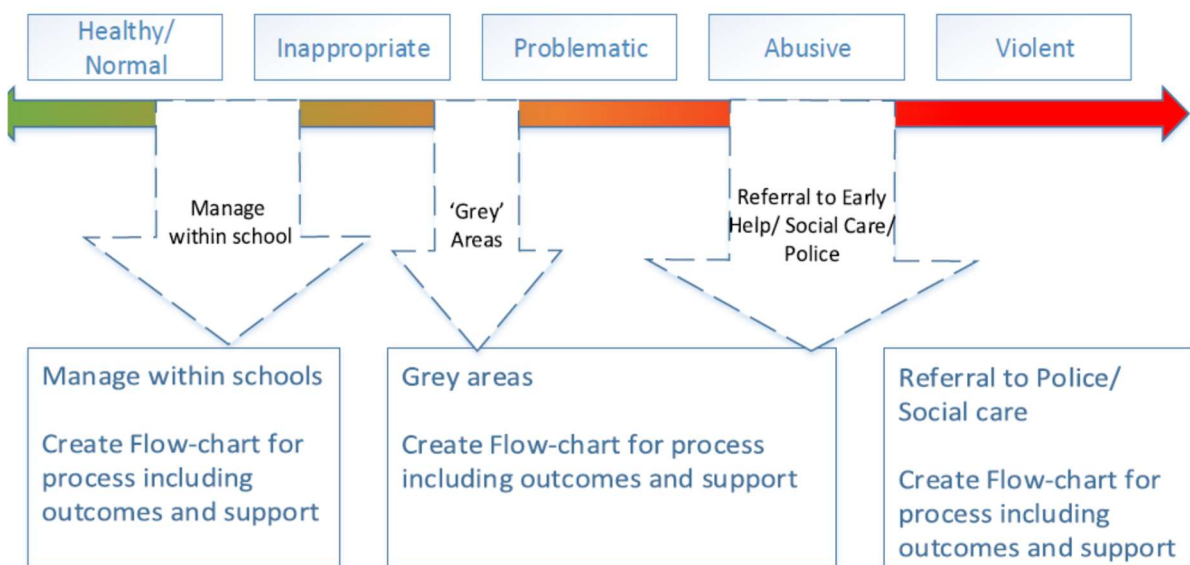 Healthy/
Normal
Inappropriate
Problematic
Abusive
Violent
Manage
within school
‘Grey’
Areas
Referral to Early
Help/ Social Care/
Police
Manage within schools
Create Flow-chart for
process including
outcomes and support
Grey areas
Create Flow-chart for process
including outcomes and support
Referral to Police/
Social care
Create Flow-chart for
process including
outcomes and support